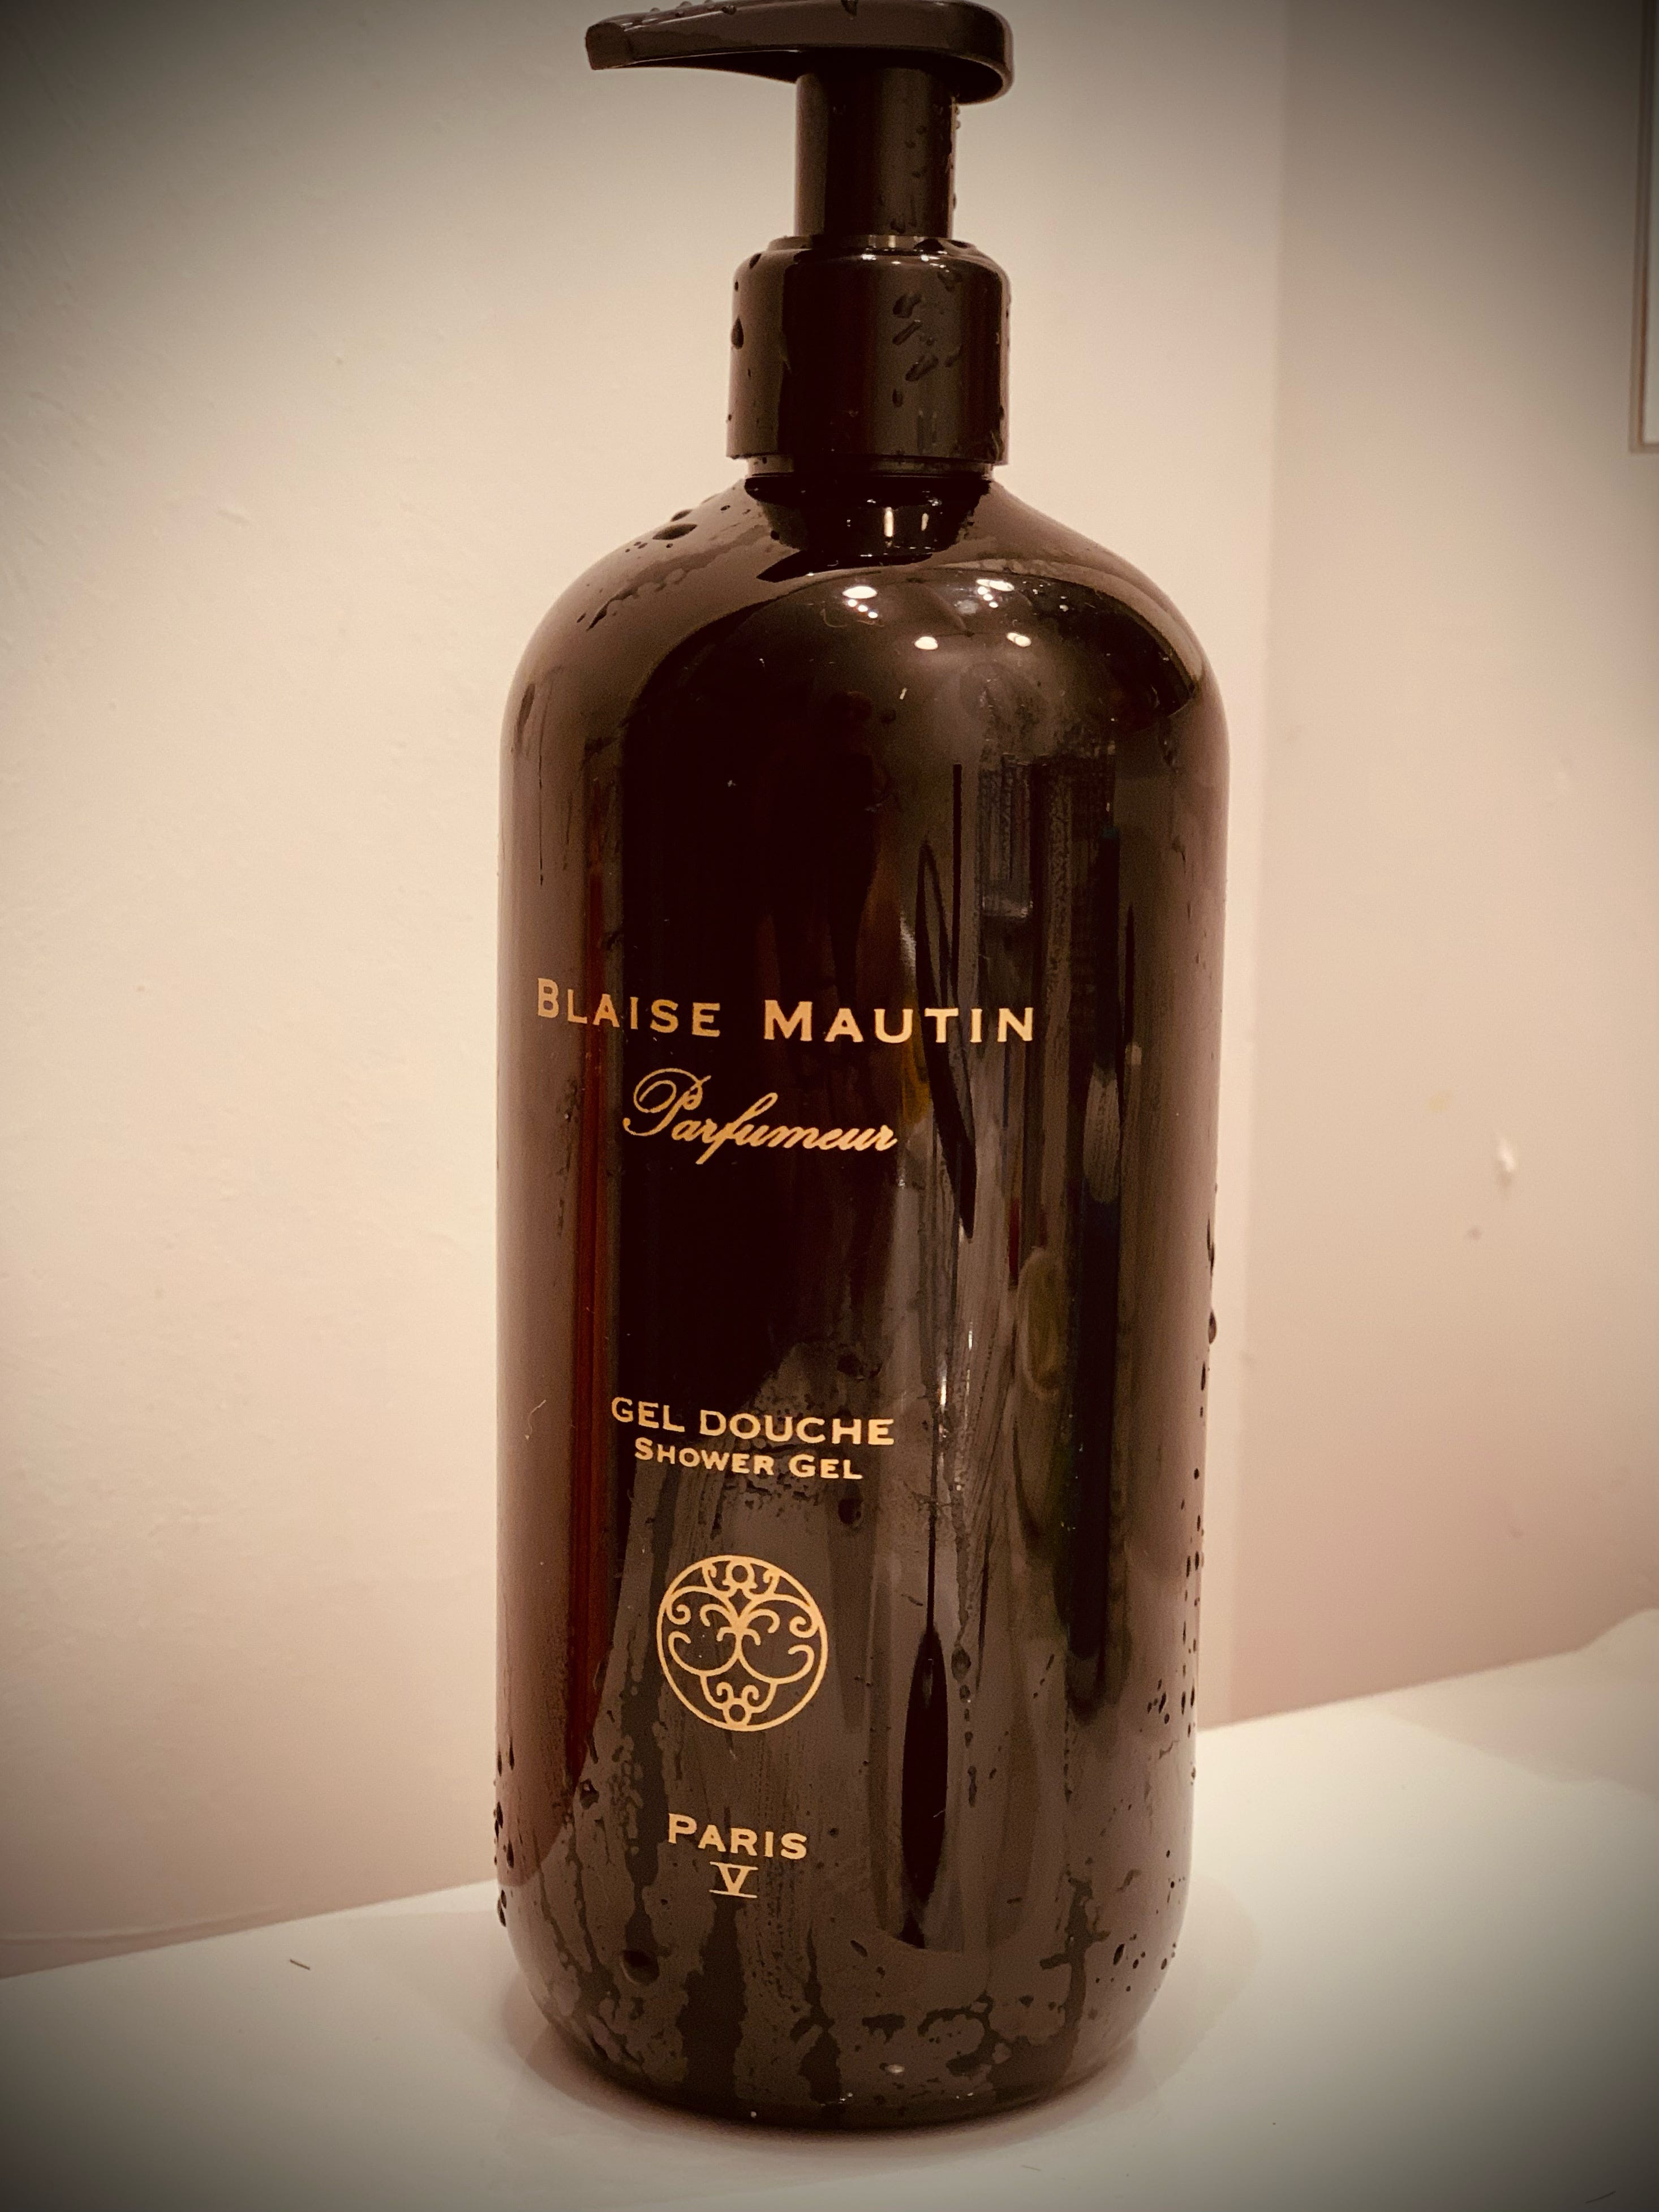 BLAISE MAUTIN
Parfumeur
GEL DOUCHE
SHOWER GEL
PARIS
V